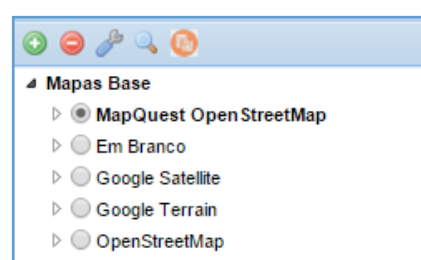 Mapas Base
MapQuest OpenStreetMap
Em Branco
Google Satellite
Google Terrain
OpenStreetMap